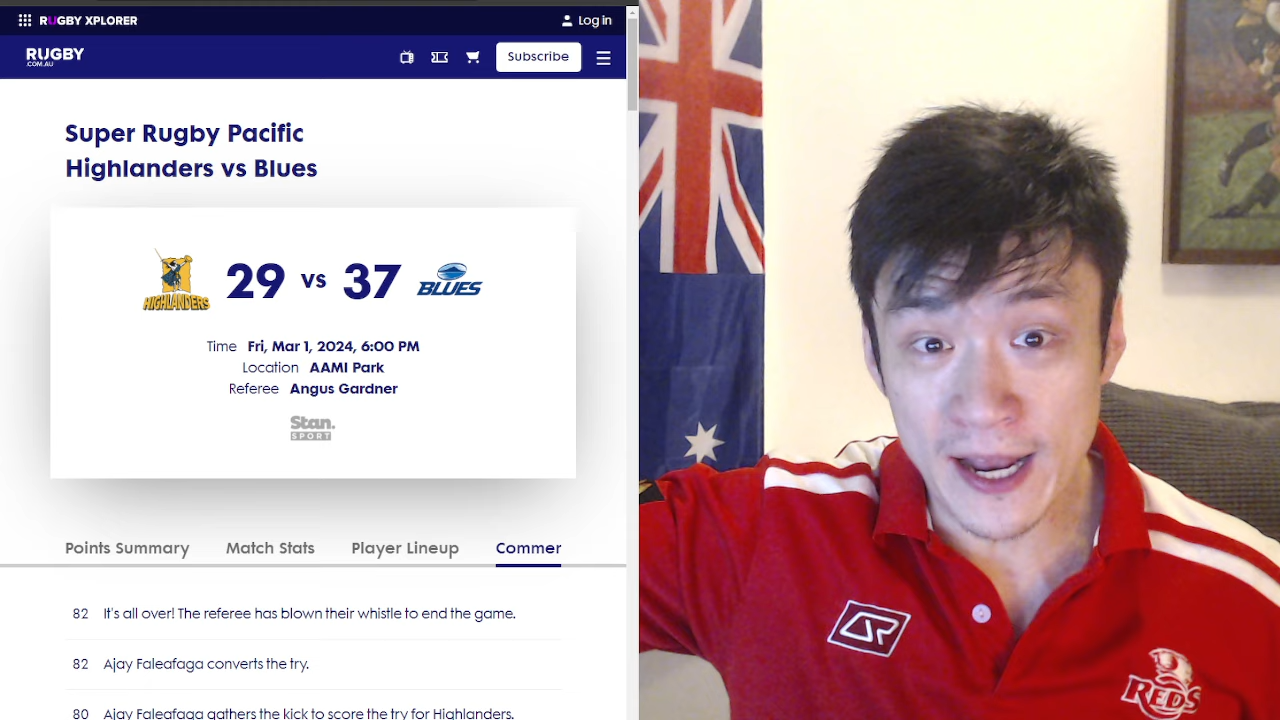 RUGBY XPLORER
Log in
RUGBY
.COM.AU
Subscribe
Super Rugby Pacific
Highlanders vs Blues
HIGHLANDERS
29 vs 37
BLUES
Time Fri, Mar 1, 2024, 6:00 PM
Location AAMI Park
Referee Angus Gardner
Stan.
SPORT
Points Summary
Match Stats
Player Lineup
Commer
82 It's all over! The referee has blown their whistle to end the game.
82 Ajay Faleafaga converts the try.
80 Ajay Faleafaga gathers the kick to score the try for Highlanders.
REDS